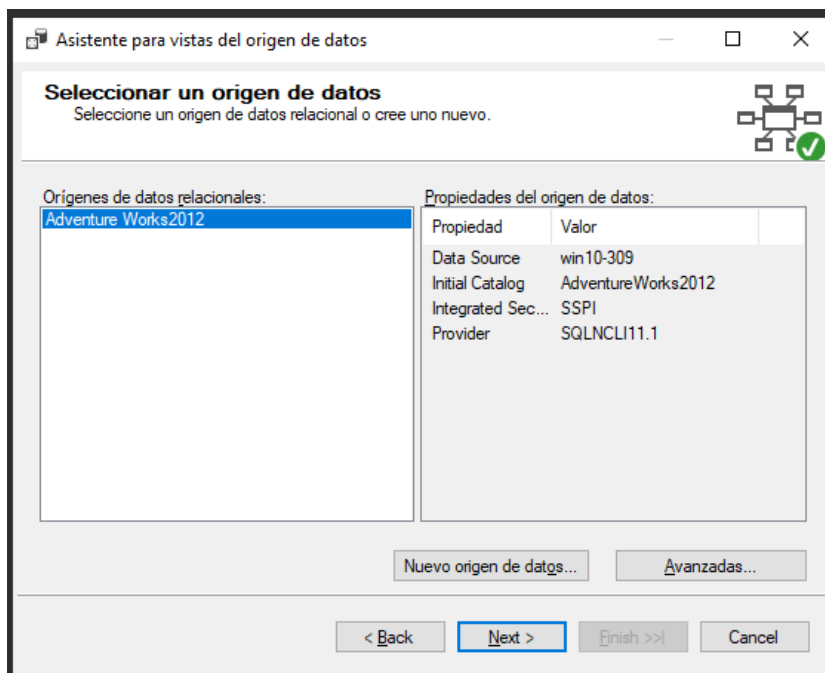 Asistente para vistas del origen de datos
Seleccionar un origen de datos
Seleccione un origen de datos relacional o cree uno nuevo.
Orígenes de datos relacionales:
Adventure Works2012
Propiedades del origen de datos:
Propiedad Valor
Data Source win10-309
Initial Catalog AdventureWorks2012
Integrated Sec... SSPI
Provider SQLNCLI11.1
Nuevo origen de datos... Avanzadas...
< Back Next > Finish >>| Cancel